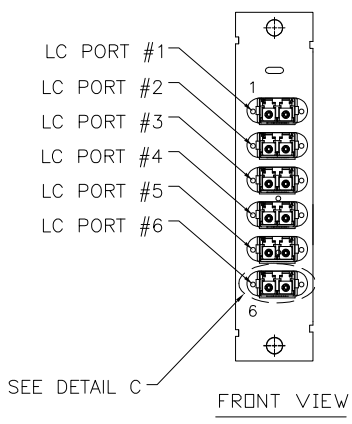 LC PORT #1
1
LC PORT #2
LC PORT #3
LC PORT #4
LC PORT #5
LC PORT #6
6
SEE DETAIL C
FRONT VIEW